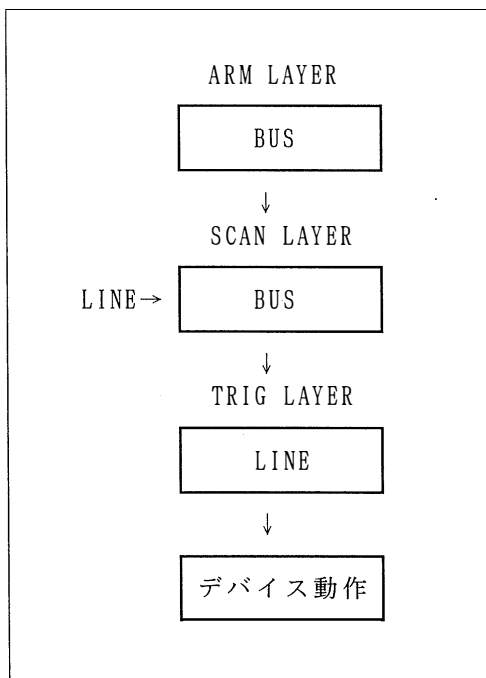 ARM LAYER
BUS
↓
SCAN LAYER
LINE→ BUS
↓
TRIG LAYER
LINE
↓
デバイス動作